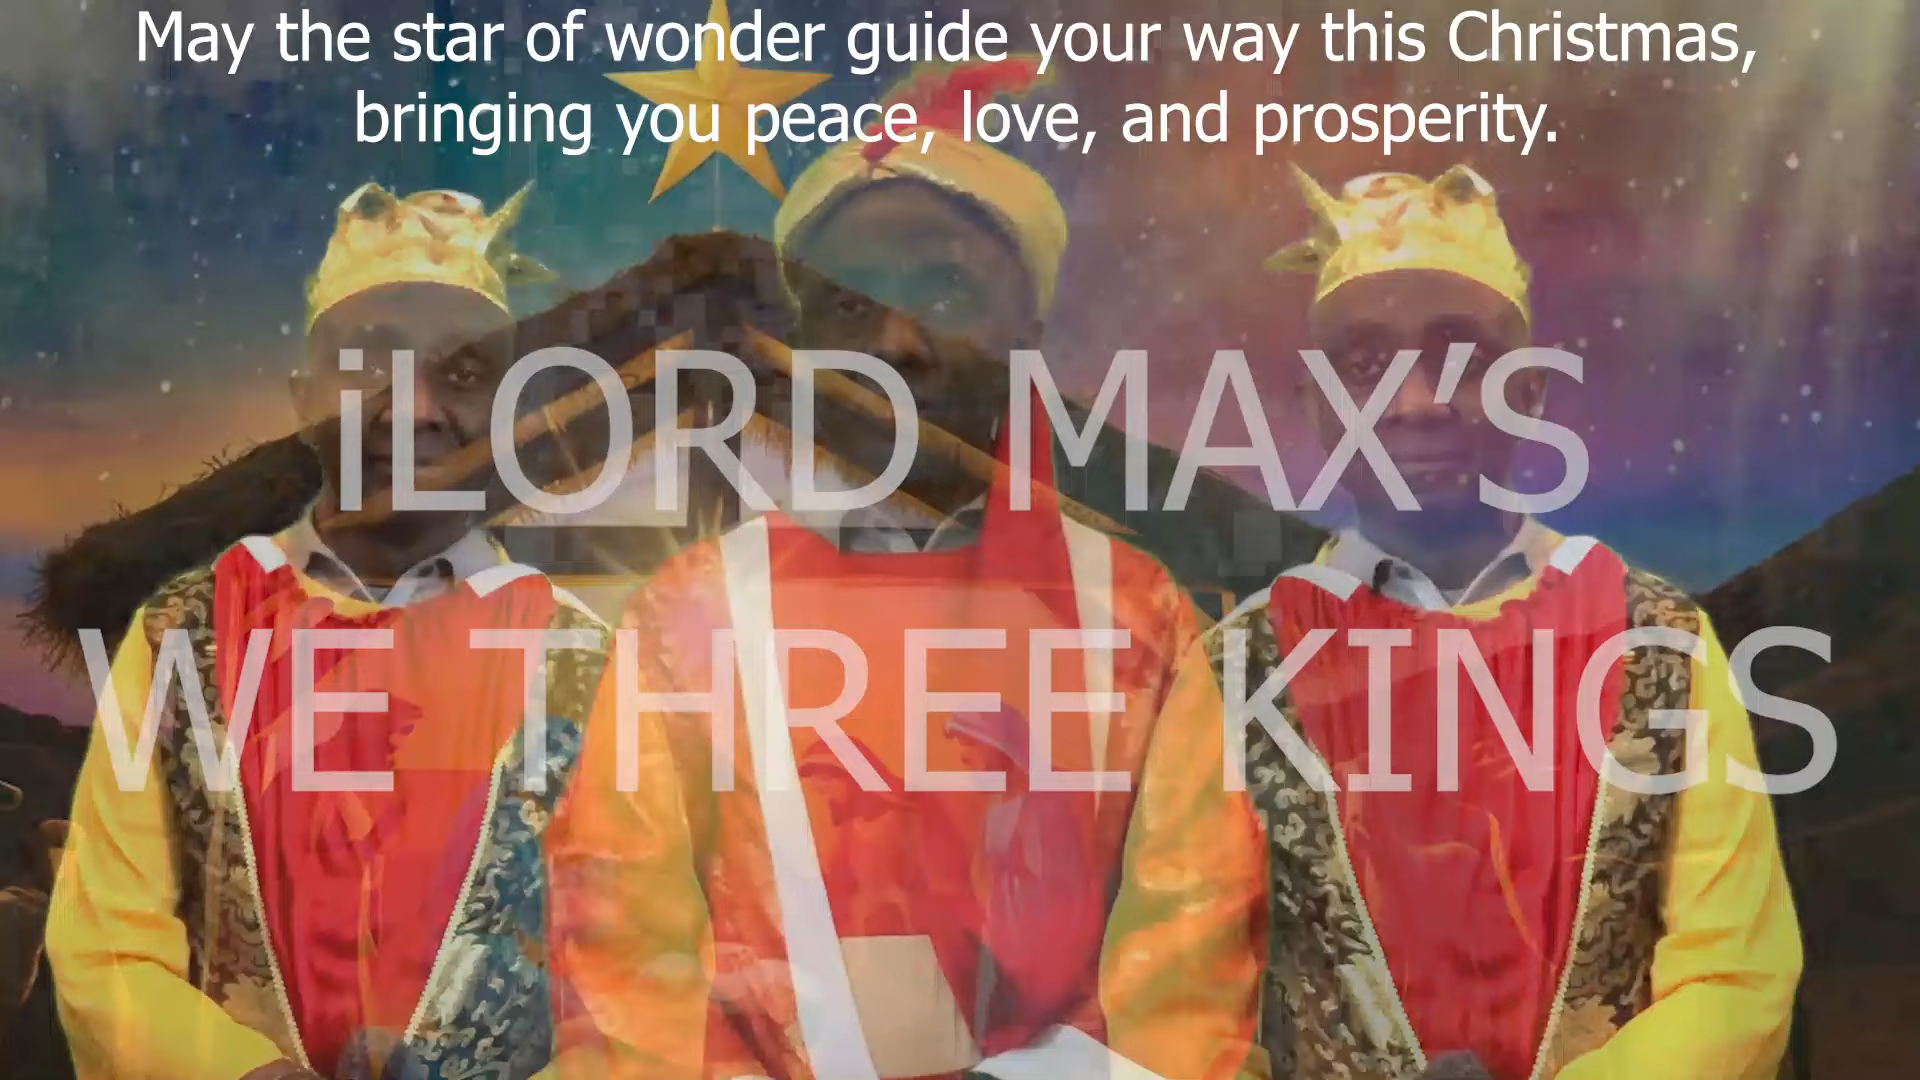 May the star of wonder guide your way this Christmas,
bringing you peace, love, and prosperity.
iLORD MAX’S
WE THREE KINGS